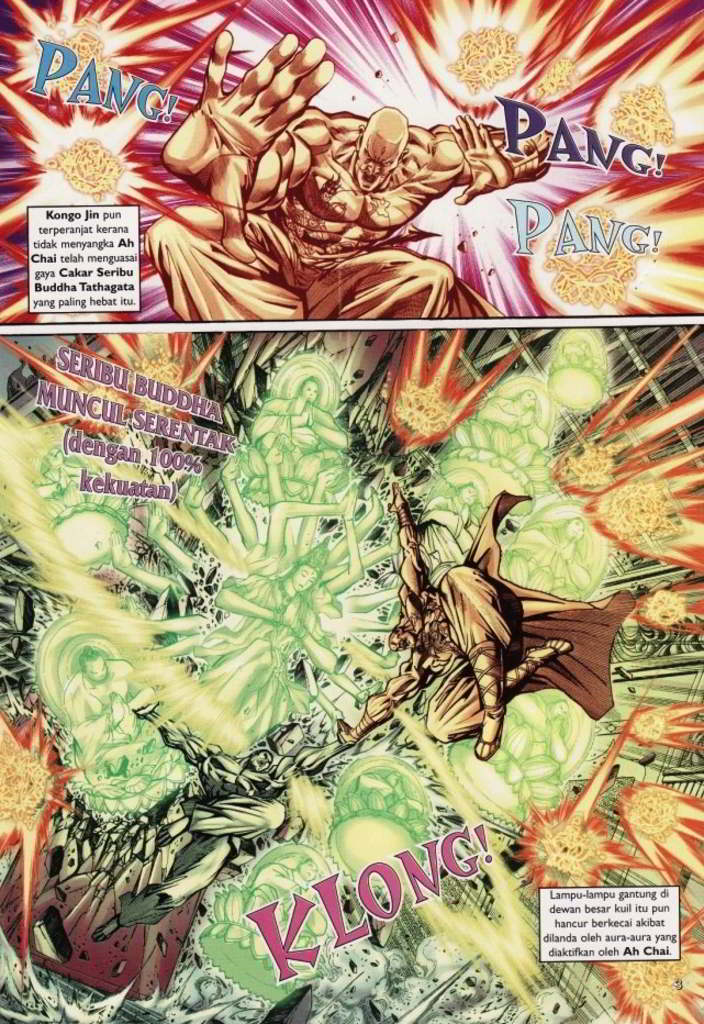 PANG!
PANG!
PANG!
Kongo Jin pun
terperanjat kerana
tidak menyangka Ah
Chai telah menguasai
gaya Cakar Seribu
Buddha Tathagata
yang paling hebat itu.
SERIBU BUDDHA
MUNCUL SERENTAK
(dengan 100%
kekuatan)
KLONG!
Lampu-lampu gantung di
dewan besar kuil itu pun
hancur berkecai akibat
dilanda oleh aura-aura yang
diaktifkan oleh Ah Chai.
3